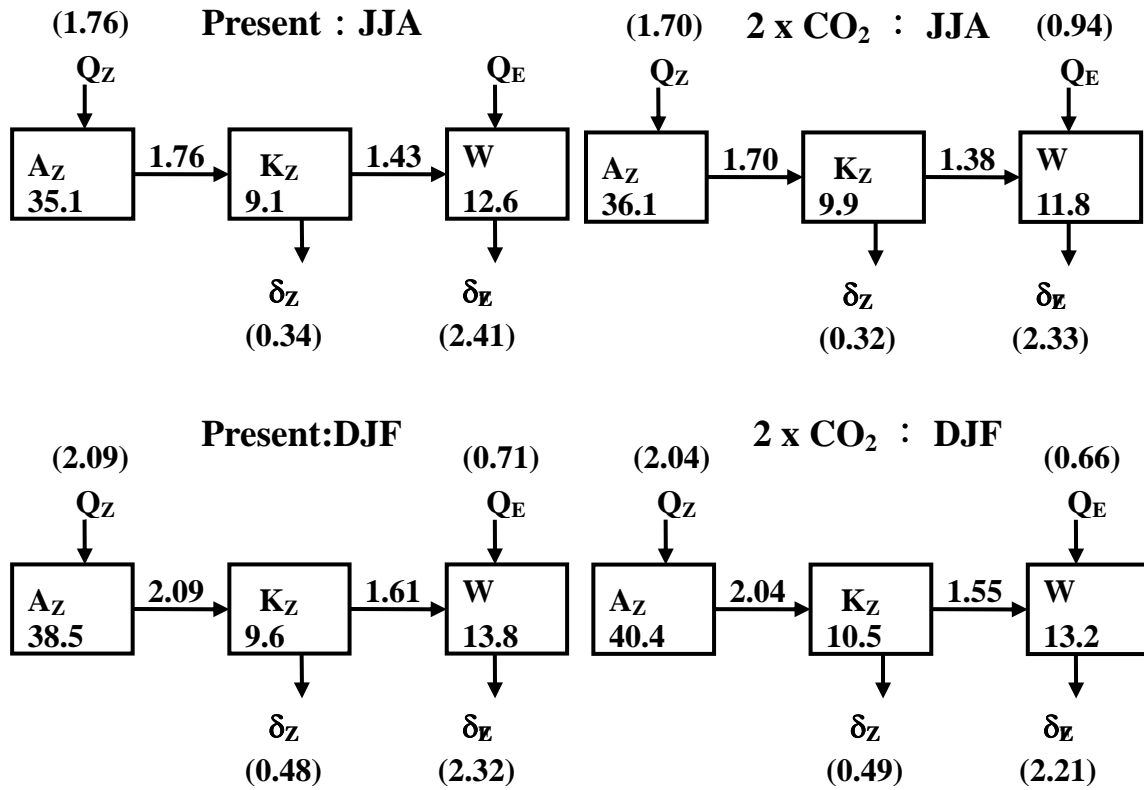 (1.76)
Present : JJA
Q_Z
Q_E
A_Z
35.1
1.76
K_Z
9.1
1.43
W
12.6
δ_Z
(0.34)
(2.41)
(1.70)
2 x CO₂ : JJA
(0.94)
Q_Z
Q_E
A_Z
36.1
1.70
K_Z
9.9
1.38
W
11.8
δ_Z
(0.32)
(2.33)
Present:DJF
(2.09)
(0.71)
Q_Z
Q_E
A_Z
38.5
2.09
K_Z
9.6
1.61
W
13.8
δ_Z
(0.48)
(2.32)
2 x CO₂ : DJF
(2.04)
(0.66)
Q_Z
Q_E
A_Z
40.4
2.04
K_Z
10.5
1.55
W
13.2
δ_Z
(0.49)
(2.21)